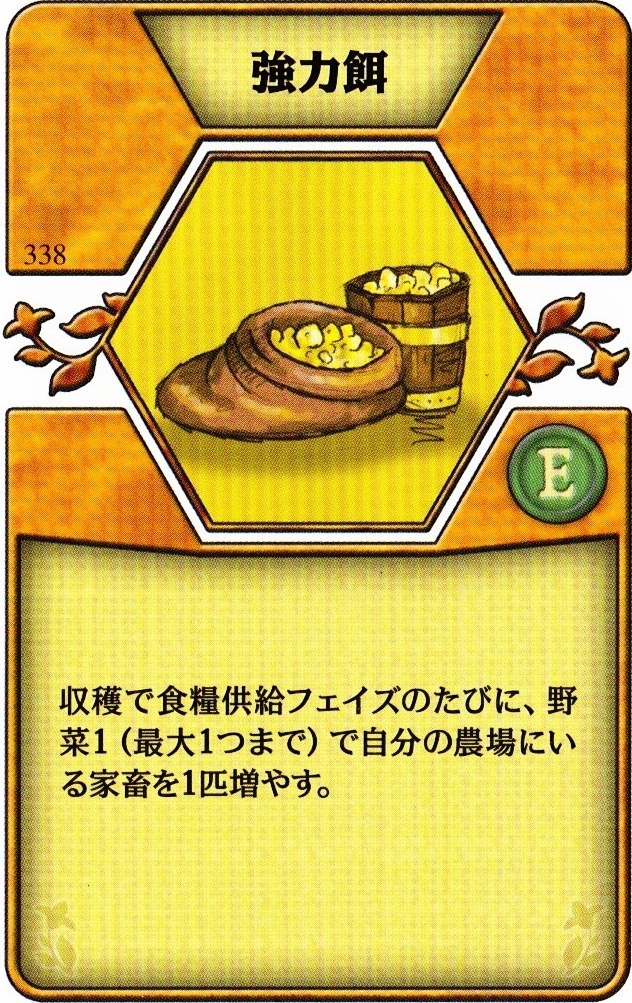 強力餌
338
E
収穫で食糧供給フェイズのたびに、野
菜1（最大1つまで）で自分の農場にい
る家畜を1匹増やす。